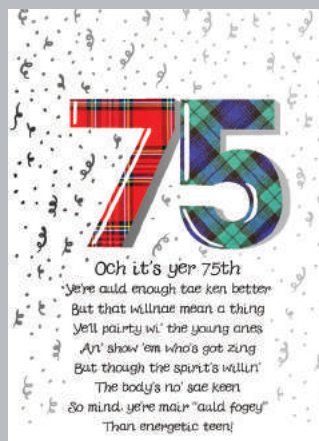 75
Och it's yer 75th
Ye're auld enough tae ken better
But that willnae mean a thing
Ye'll pairty wi' the young anes
An' show 'em who's got zing
But though the spirit's willin'
The body's no' sae keen
So mind, ye're mair "auld fogey"
Than energetic teen!